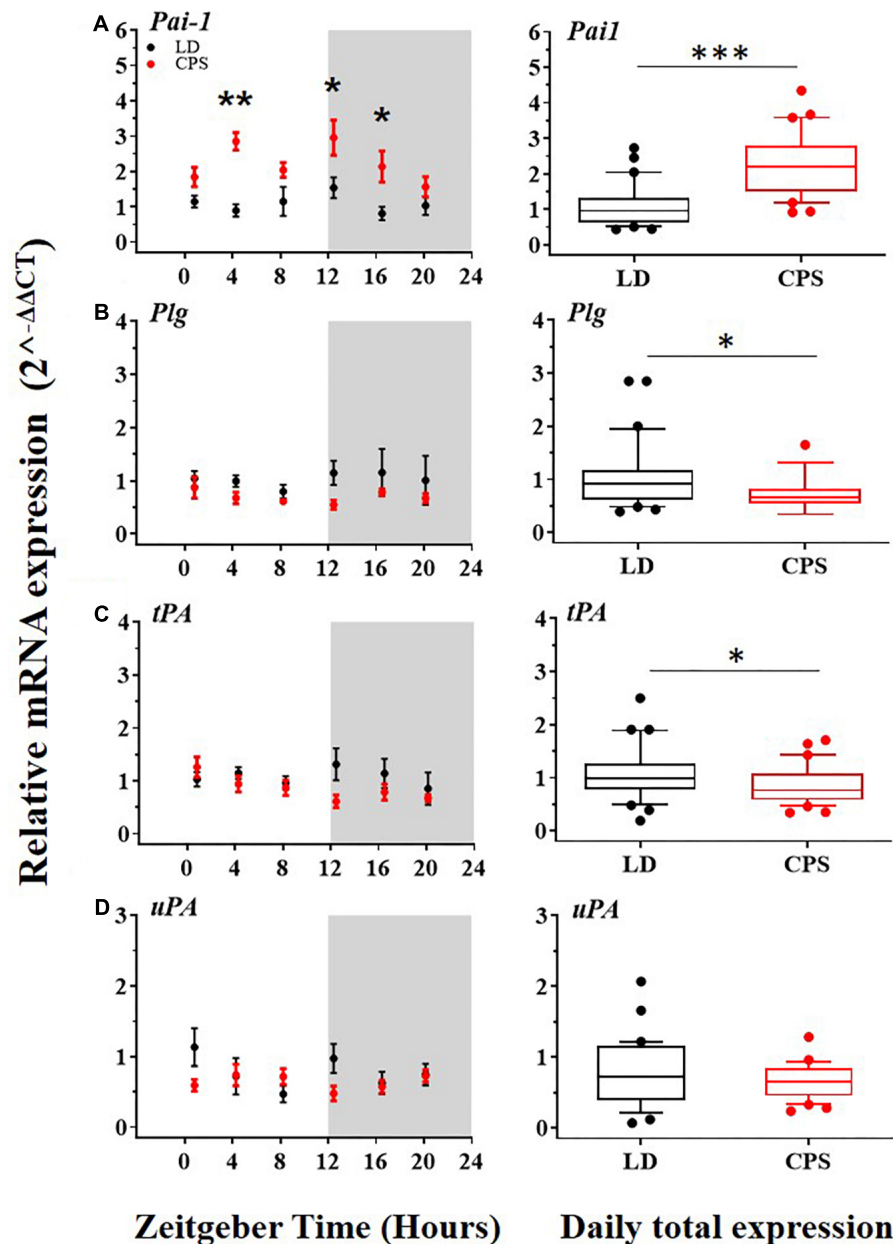 Relative mRNA expression (2^-ΔΔCT)
A
Pai-1
LD
CPS
6
5
4
3
2
1
0
**
*
*
0 4 8 12 16 20 24
Pai1
6
5
4
3
2
1
0
***
LD CPS
B
Plg
4
3
2
1
0
0 4 8 12 16 20 24
Plg
4
3
2
1
0
*
LD CPS
C
tPA
4
3
2
1
0
0 4 8 12 16 20 24
tPA
4
3
2
1
0
*
LD CPS
D
uPA
3
2
1
0
0 4 8 12 16 20 24
uPA
3
2
1
0
LD CPS
Zeitgeber Time (Hours)
Daily total expression